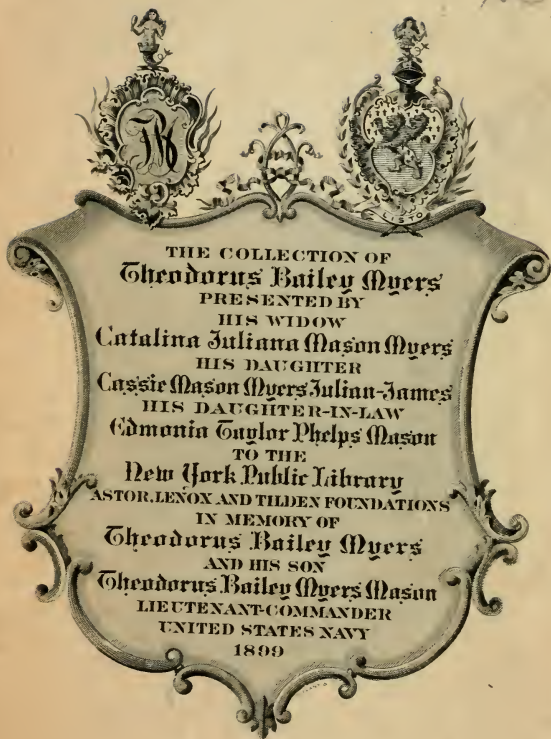 TBM
LISTO
THE COLLECTION OF
Theodorus Bailey Myers
PRESENTED BY
HIS WIDOW
Catalina Juliana Mason Myers
HIS DAUGHTER
Cassie Mason Myers Julian-James
HIS DAUGHTER-IN-LAW
Edmonia Taylor Phelps Mason
TO THE
New York Public Library
ASTOR, LENOX AND TILDEN FOUNDATIONS
IN MEMORY OF
Theodorus Bailey Myers
AND HIS SON
Theodorus Bailey Myers Mason
LIEUTENANT-COMMANDER
UNITED STATES NAVY
1899